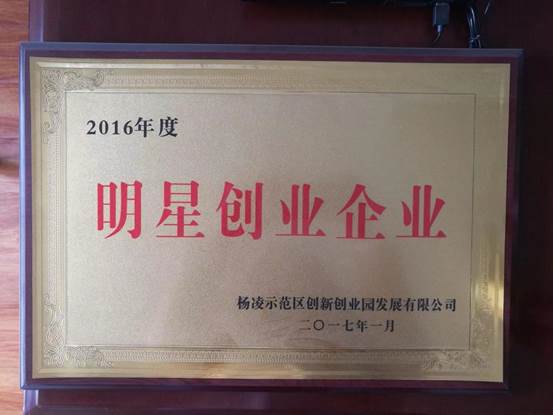 2016年度
明星创业企业
杨凌示范区创新创业园发展有限公司
二〇一七年一月